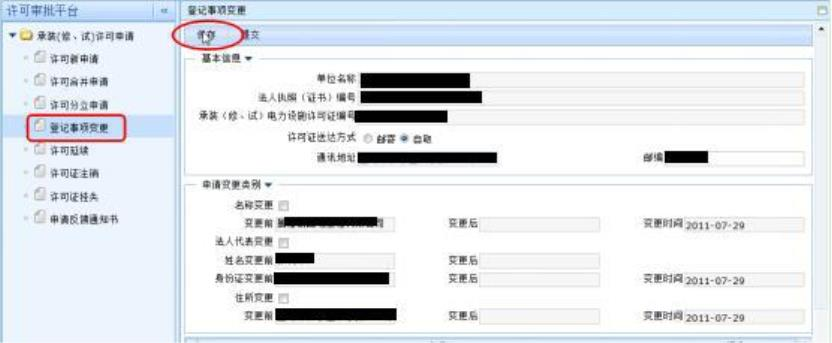 许可审批平台
«
登记事项变更
承装(修、试)许可申请
许可新申请
许可合并申请
许可分立申请
登记事项变更
许可延续
许可证注销
许可证挂失
申请反馈通知书
保存 提交
基本信息
单位名称
法人执照（证书）编号
承装（修、试）电力设施许可证编号
许可证送达方式 邮寄 自取
通讯地址 邮编
申请变更类别
名称变更
变更前 变更后 变更时间 2011-07-29
法人代表变更
姓名变更前 变更后
身份证变更前 变更后 变更时间 2011-07-29
住所变更
变更前 变更后 变更时间 2011-07-29